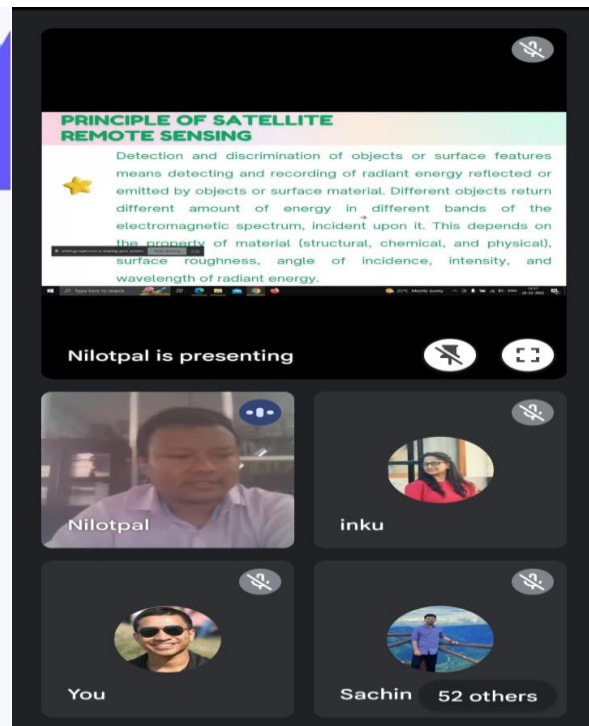 PRINCIPLE OF SATELLITE
REMOTE SENSING
Detection and discrimination of objects or surface features
means detecting and recording of radiant energy reflected or
emitted by objects or surface material. Different objects return
different amount of energy in different bands of the
electromagnetic spectrum, incident upon it. This depends on
the property of material (structural, chemical, and physical),
surface roughness, angle of incidence, intensity, and
wavelength of radiant energy.
Type here to search
Mostly sunny
Nilotpal is presenting
Nilotpal
inku
You
Sachin
52 others